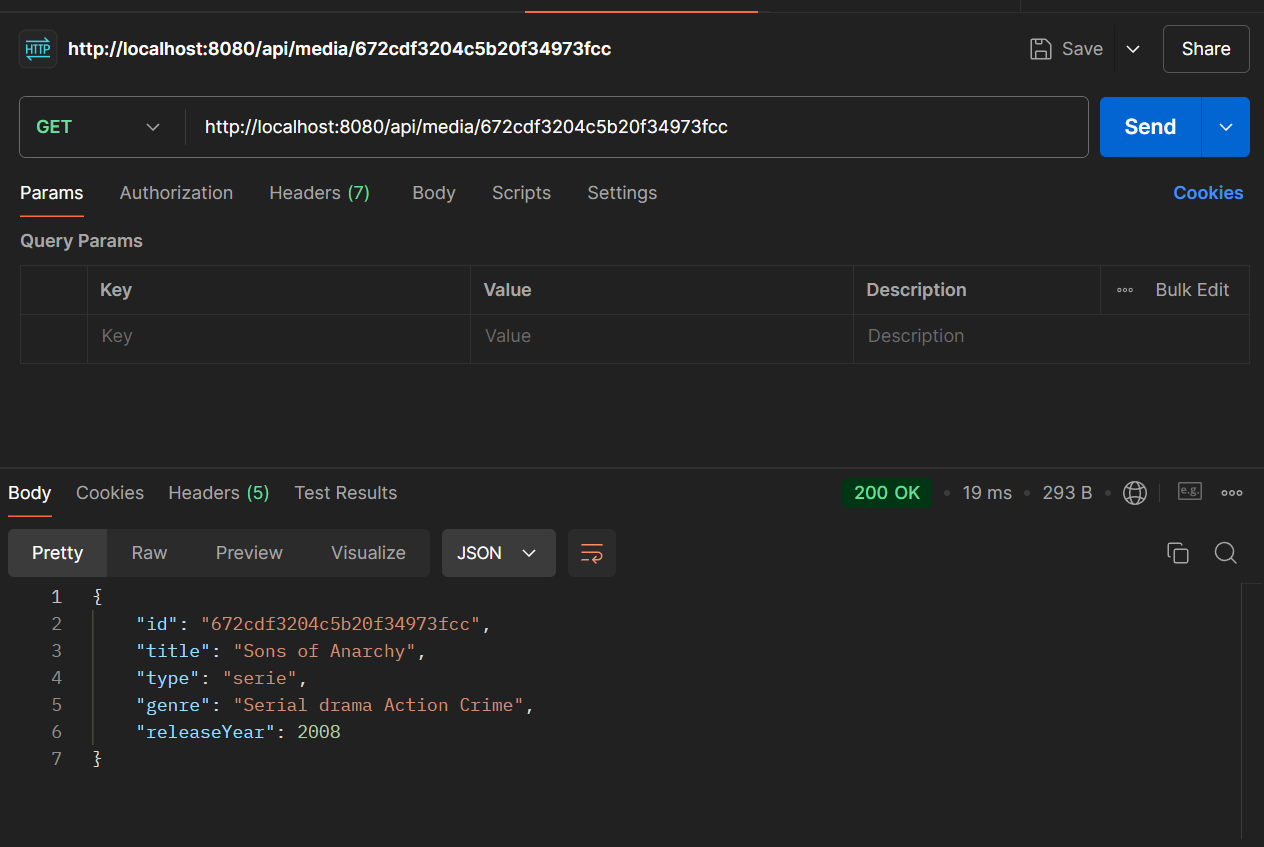 HTTP http://localhost:8080/api/media/672cdf3204c5b20f34973fcc Save Share
GET http://localhost:8080/api/media/672cdf3204c5b20f34973fcc Send
Params Authorization Headers (7) Body Scripts Settings Cookies
Query Params
Key Value Description Bulk Edit
Key Value Description
Body Cookies Headers (5) Test Results 200 OK 19 ms 293 B e.g.
Pretty Raw Preview Visualize JSON
1 {
2 "id": "672cdf3204c5b20f34973fcc",
3 "title": "Sons of Anarchy",
4 "type": "serie",
5 "genre": "Serial drama Action Crime",
6 "releaseYear": 2008
7 }